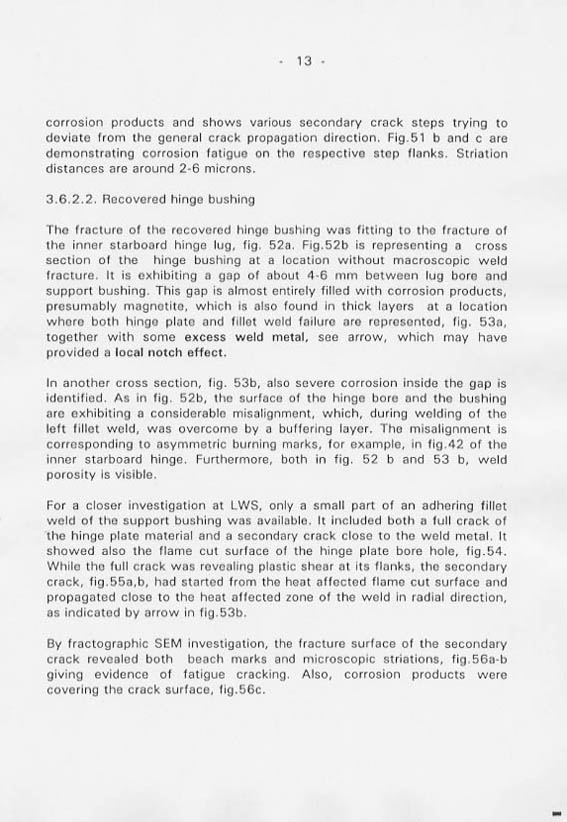 - 13 -
corrosion products and shows various secondary crack steps trying to
deviate from the general crack propagation direction. Fig.51 b and c are
demonstrating corrosion fatigue on the respective step flanks. Striation
distances are around 2-6 microns.
3.6.2.2. Recovered hinge bushing
The fracture of the recovered hinge bushing was fitting to the fracture of
the inner starboard hinge lug, fig. 52a. Fig.52b is representing a cross
section of the hinge bushing at a location without macroscopic weld
fracture. It is exhibiting a gap of about 4-6 mm between lug bore and
support bushing. This gap is almost entirely filled with corrosion products,
presumably magnetite, which is also found in thick layers at a location
where both hinge plate and fillet weld failure are represented, fig. 53a,
together with some excess weld metal, see arrow, which may have
provided a local notch effect.
In another cross section, fig. 53b, also severe corrosion inside the gap is
identified. As in fig. 52b, the surface of the hinge bore and the bushing
are exhibiting a considerable misalignment, which, during welding of the
left fillet weld, was overcome by a buffering layer. The misalignment is
corresponding to asymmetric burning marks, for example, in fig.42 of the
inner starboard hinge. Furthermore, both in fig. 52 b and 53 b, weld
porosity is visible.
For a closer investigation at LWS, only a small part of an adhering fillet
weld of the support bushing was available. It included both a full crack of
the hinge plate material and a secondary crack close to the weld metal. It
showed also the flame cut surface of the hinge plate bore hole, fig.54.
While the full crack was revealing plastic shear at its flanks, the secondary
crack, fig.55a,b, had started from the heat affected flame cut surface and
propagated close to the heat affected zone of the weld in radial direction,
as indicated by arrow in fig.53b.
By fractographic SEM investigation, the fracture surface of the secondary
crack revealed both beach marks and microscopic striations, fig.56a-b
giving evidence of fatigue cracking. Also, corrosion products were
covering the crack surface, fig.56c.